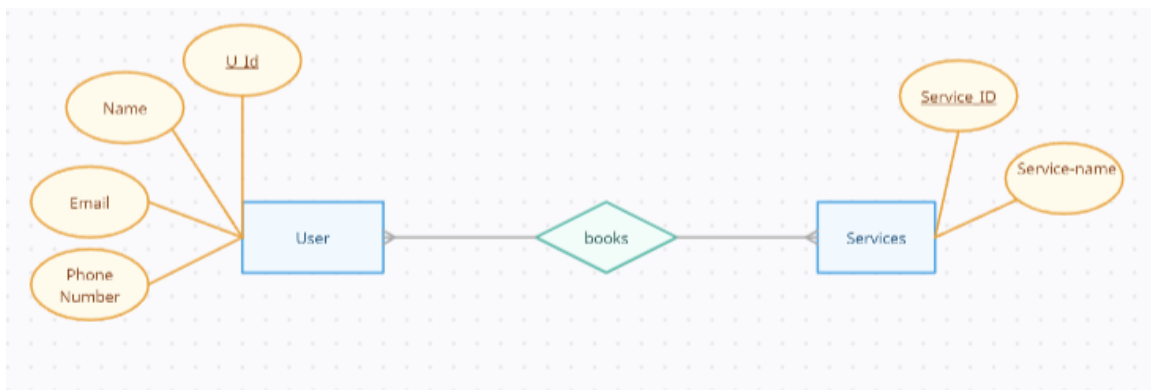 U_Id
Name
Email
Phone
Number
User
books
Services
Service_ID
Service-name